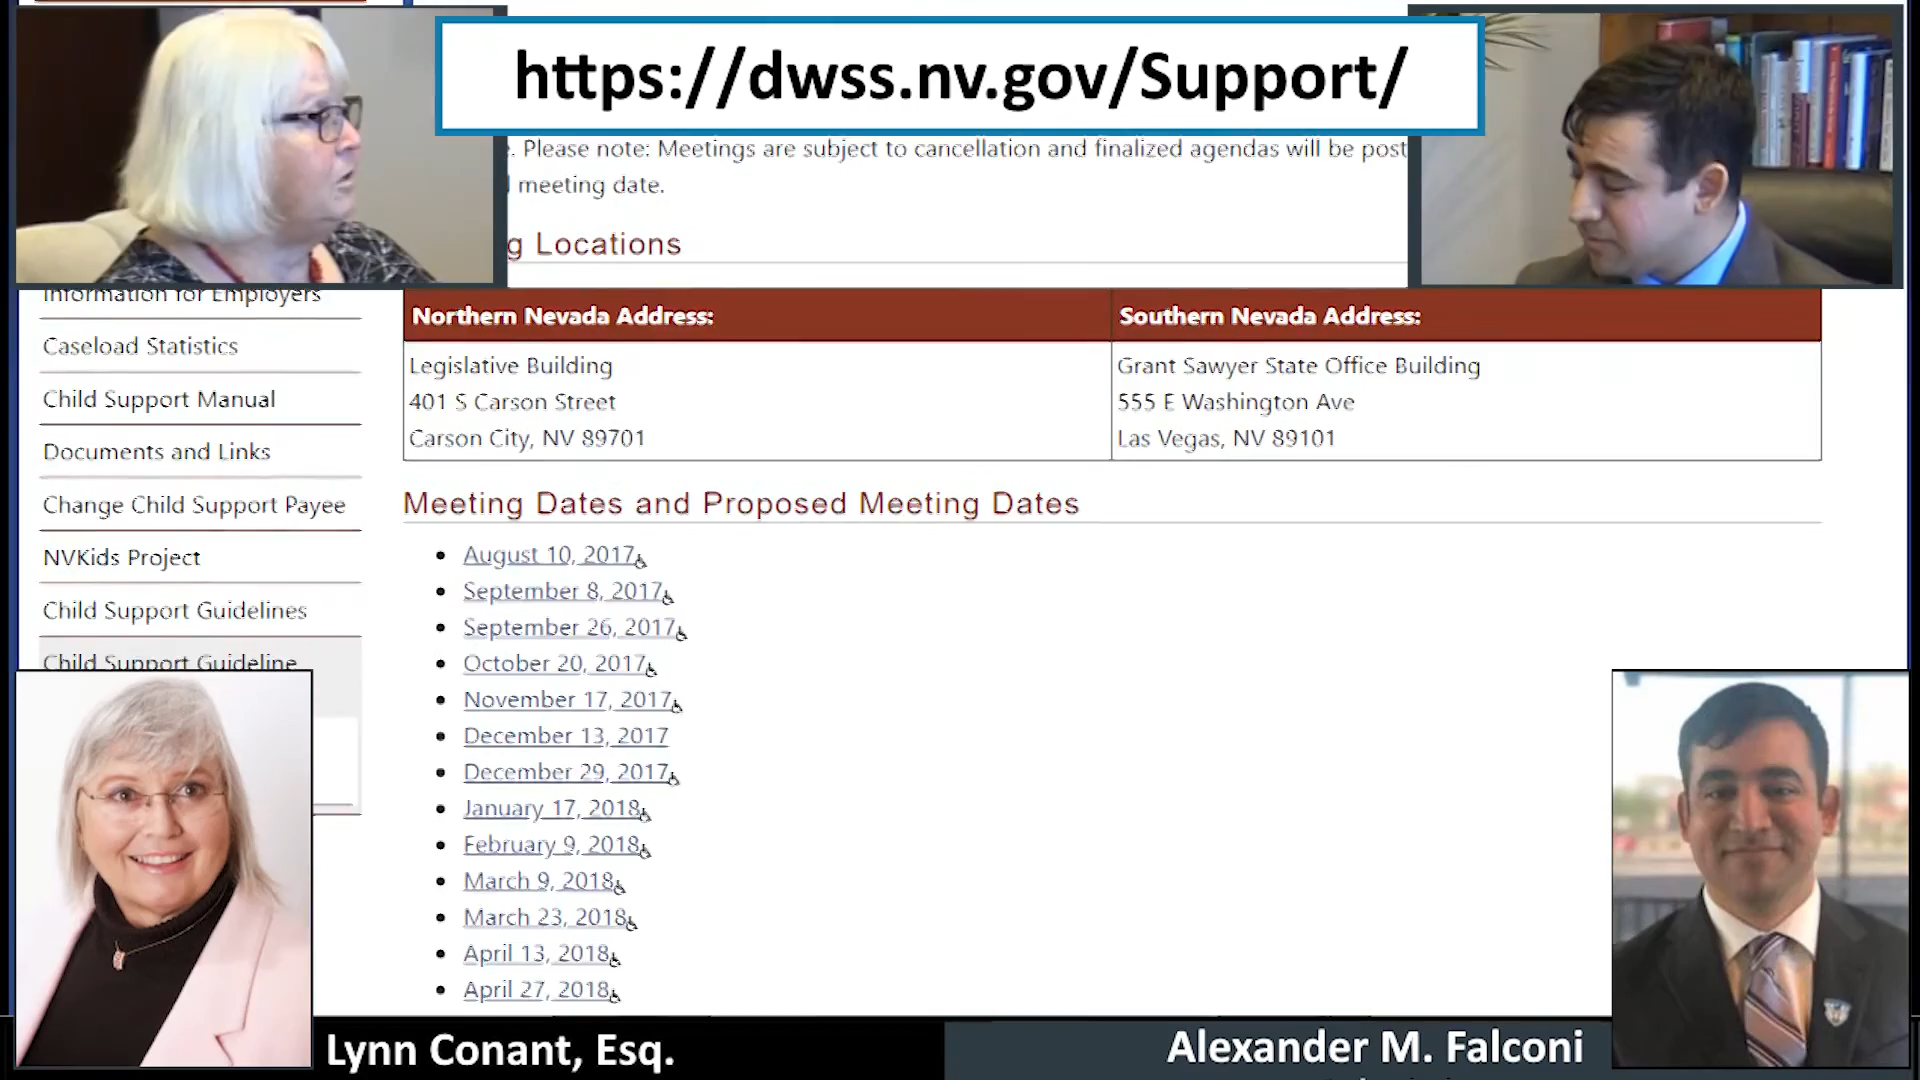 https://dwss.nv.gov/Support/
. Please note: Meetings are subject to cancellation and finalized agendas will be post
meeting date.
g Locations
Information for Employers
Caseload Statistics
Child Support Manual
Documents and Links
Change Child Support Payee
NVKids Project
Child Support Guidelines
Child Support Guideline
Northern Nevada Address:
Southern Nevada Address:
Legislative Building
401 S Carson Street
Carson City, NV 89701
Grant Sawyer State Office Building
555 E Washington Ave
Las Vegas, NV 89101
Meeting Dates and Proposed Meeting Dates
August 10, 2017
September 8, 2017
September 26, 2017
October 20, 2017
November 17, 2017
December 13, 2017
December 29, 2017
January 17, 2018
February 9, 2018
March 9, 2018
March 23, 2018
April 13, 2018
April 27, 2018
Lynn Conant, Esq.
Alexander M. Falconi